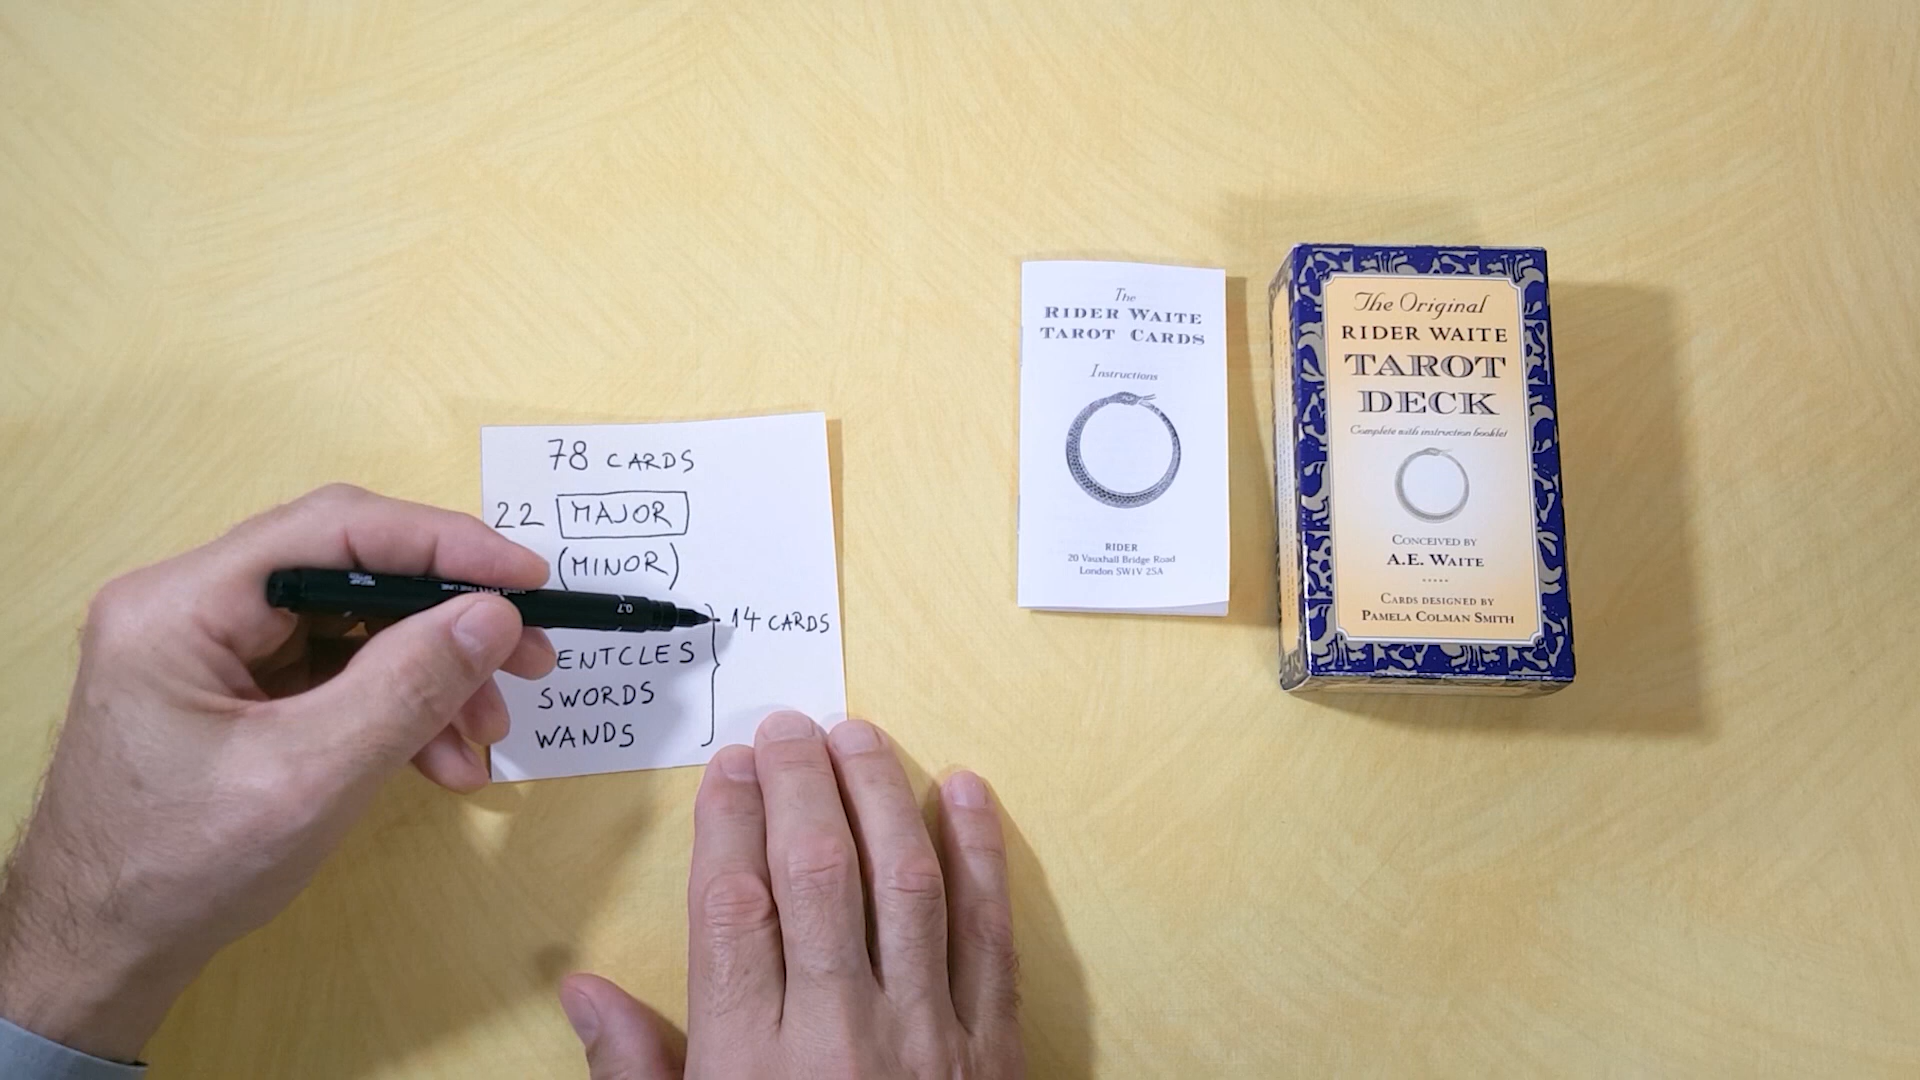 78 CARDS
22 MAJOR
(MINOR)
14 CARDS
ENTCLES
SWORDS
WANDS
0.7
The
RIDER WAITE
TAROT CARDS
Instructions
RIDER
20 Vauxhall Bridge Road
London SW1V 2SA
The Original
RIDER WAITE
TAROT
DECK
Complete with instruction booklet
CONCEIVED BY
A.E. WAITE
CARDS DESIGNED BY
PAMELA COLMAN SMITH